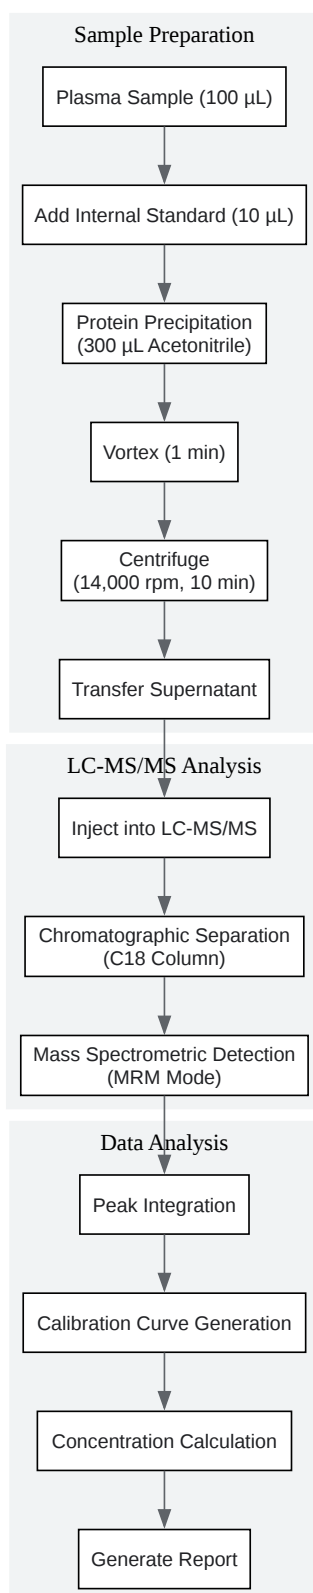 Sample Preparation
Plasma Sample (100 µL)
Add Internal Standard (10 µL)
Protein Precipitation
(300 µL Acetonitrile)
Vortex (1 min)
Centrifuge
(14,000 rpm, 10 min)
Transfer Supernatant
LC-MS/MS Analysis
Inject into LC-MS/MS
Chromatographic Separation
(C18 Column)
Mass Spectrometric Detection
(MRM Mode)
Data Analysis
Peak Integration
Calibration Curve Generation
Concentration Calculation
Generate Report